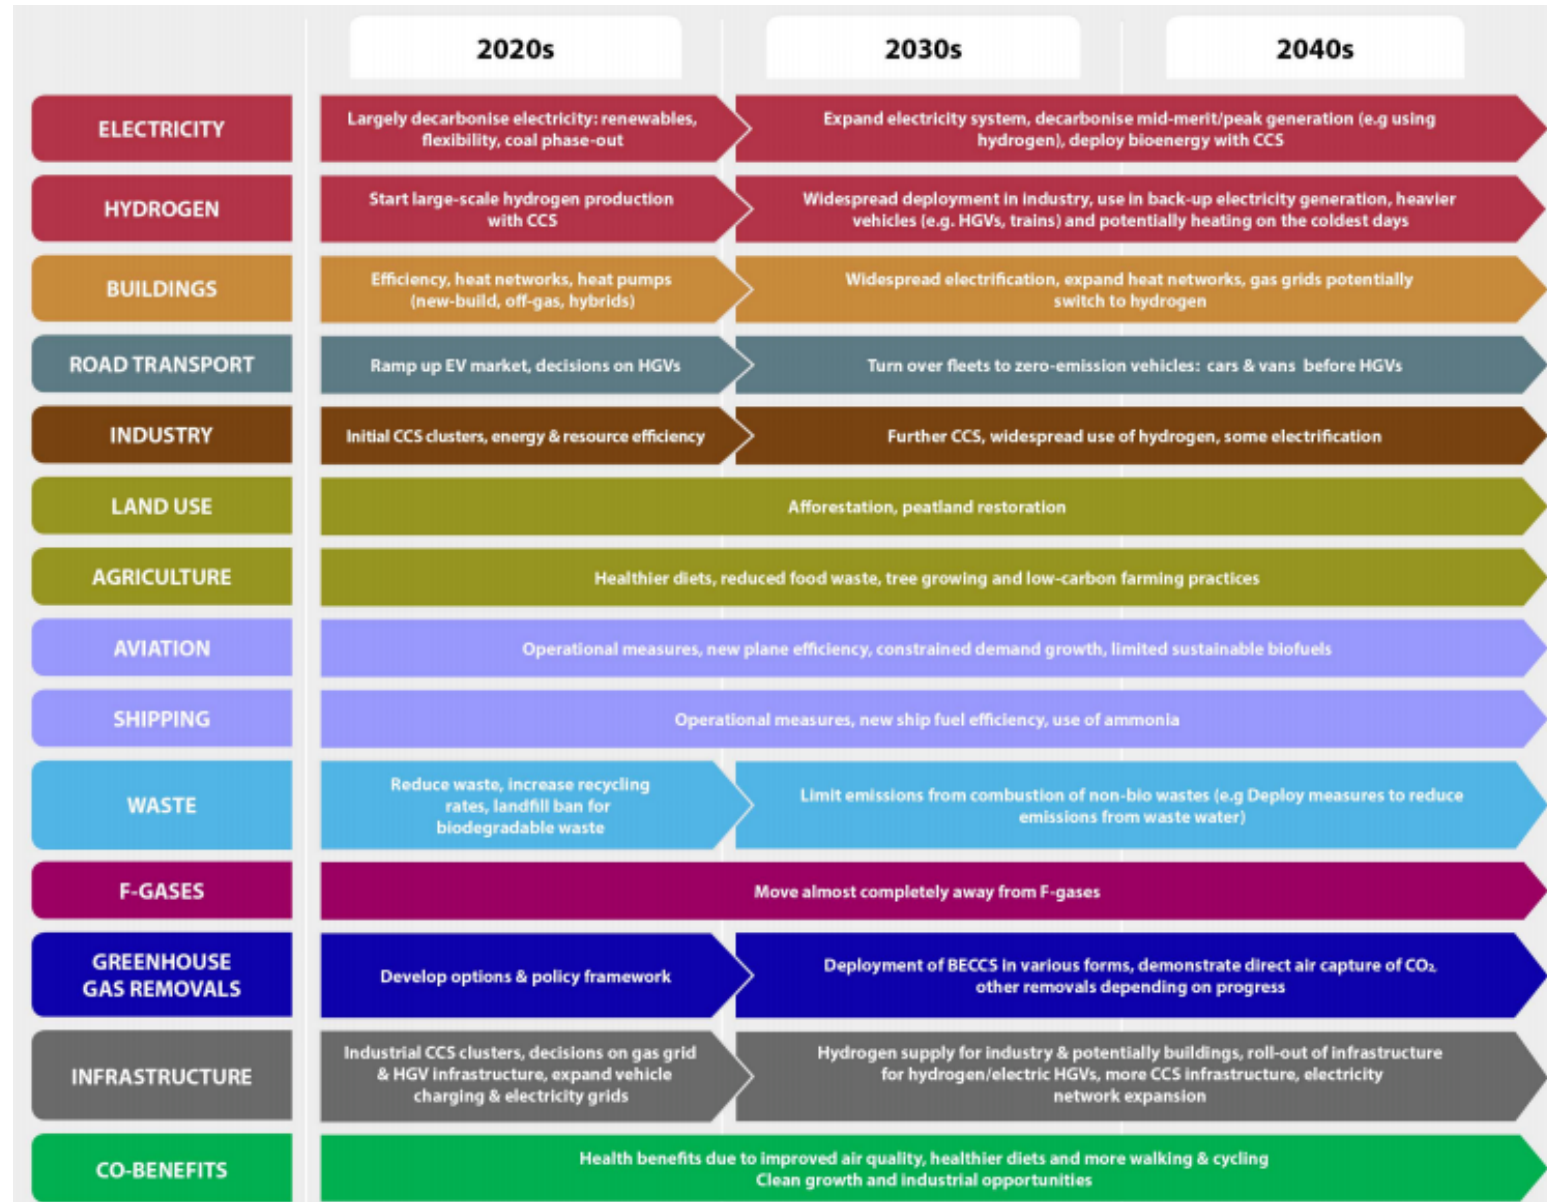 2020s
2030s
2040s
ELECTRICITY
Largely decarbonise electricity: renewables,
flexibility, coal phase-out
Expand electricity system, decarbonise mid-merit/peak generation (e.g using
hydrogen), deploy bioenergy with CCS
HYDROGEN
Start large-scale hydrogen production
with CCS
Widespread deployment in industry, use in back-up electricity generation, heavier
vehicles (e.g. HGVs, trains) and potentially heating on the coldest days
BUILDINGS
Efficiency, heat networks, heat pumps
(new-build, off-gas, hybrids)
Widespread electrification, expand heat networks, gas grids potentially
switch to hydrogen
ROAD TRANSPORT
Ramp up EV market, decisions on HGVs
Turn over fleets to zero-emission vehicles: cars & vans before HGVs
INDUSTRY
Initial CCS clusters, energy & resource efficiency
Further CCS, widespread use of hydrogen, some electrification
LAND USE
Afforestation, peatland restoration
AGRICULTURE
Healthier diets, reduced food waste, tree growing and low-carbon farming practices
AVIATION
Operational measures, new plane efficiency, constrained demand growth, limited sustainable biofuels
SHIPPING
Operational measures, new ship fuel efficiency, use of ammonia
WASTE
Reduce waste, increase recycling
rates, landfill ban for
biodegradable waste
Limit emissions from combustion of non-bio wastes (e.g Deploy measures to reduce
emissions from waste water)
F-GASES
Move almost completely away from F-gases
GREENHOUSE
GAS REMOVALS
Develop options & policy framework
Deployment of BECCS in various forms, demonstrate direct air capture of CO₂,
other removals depending on progress
INFRASTRUCTURE
Industrial CCS clusters, decisions on gas grid
& HGV infrastructure, expand vehicle
charging & electricity grids
Hydrogen supply for industry & potentially buildings, roll-out of infrastructure
for hydrogen/electric HGVs, more CCS infrastructure, electricity
network expansion
CO-BENEFITS
Health benefits due to improved air quality, healthier diets and more walking & cycling
Clean growth and industrial opportunities